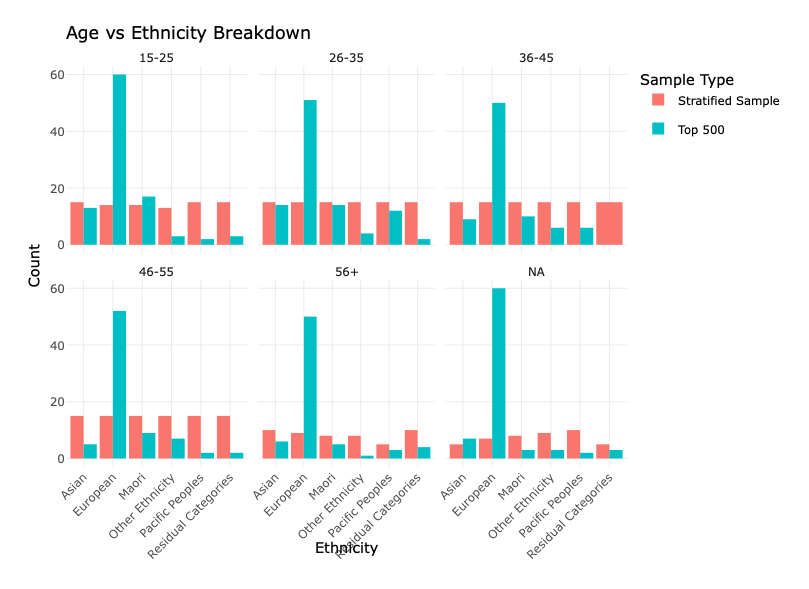 Age vs Ethnicity Breakdown
15-25
26-35
36-45
Sample Type
Stratified Sample
Top 500
60
40
20
0
Count
46-55
56+
NA
60
40
20
0
Asian
European
Maori
Other Ethnicity
Pacific Peoples
Residual Categories
Asian
European
Maori
Other Ethnicity
Pacific Peoples
Residual Categories
Asian
European
Maori
Other Ethnicity
Pacific Peoples
Residual Categories
Ethnicity